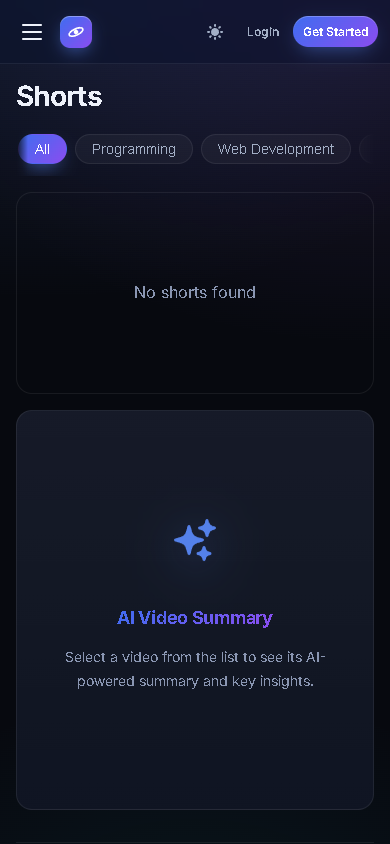 Login
Get Started
Shorts
All
Programming
Web Development
No shorts found
AI Video Summary
Select a video from the list to see its AI-
powered summary and key insights.